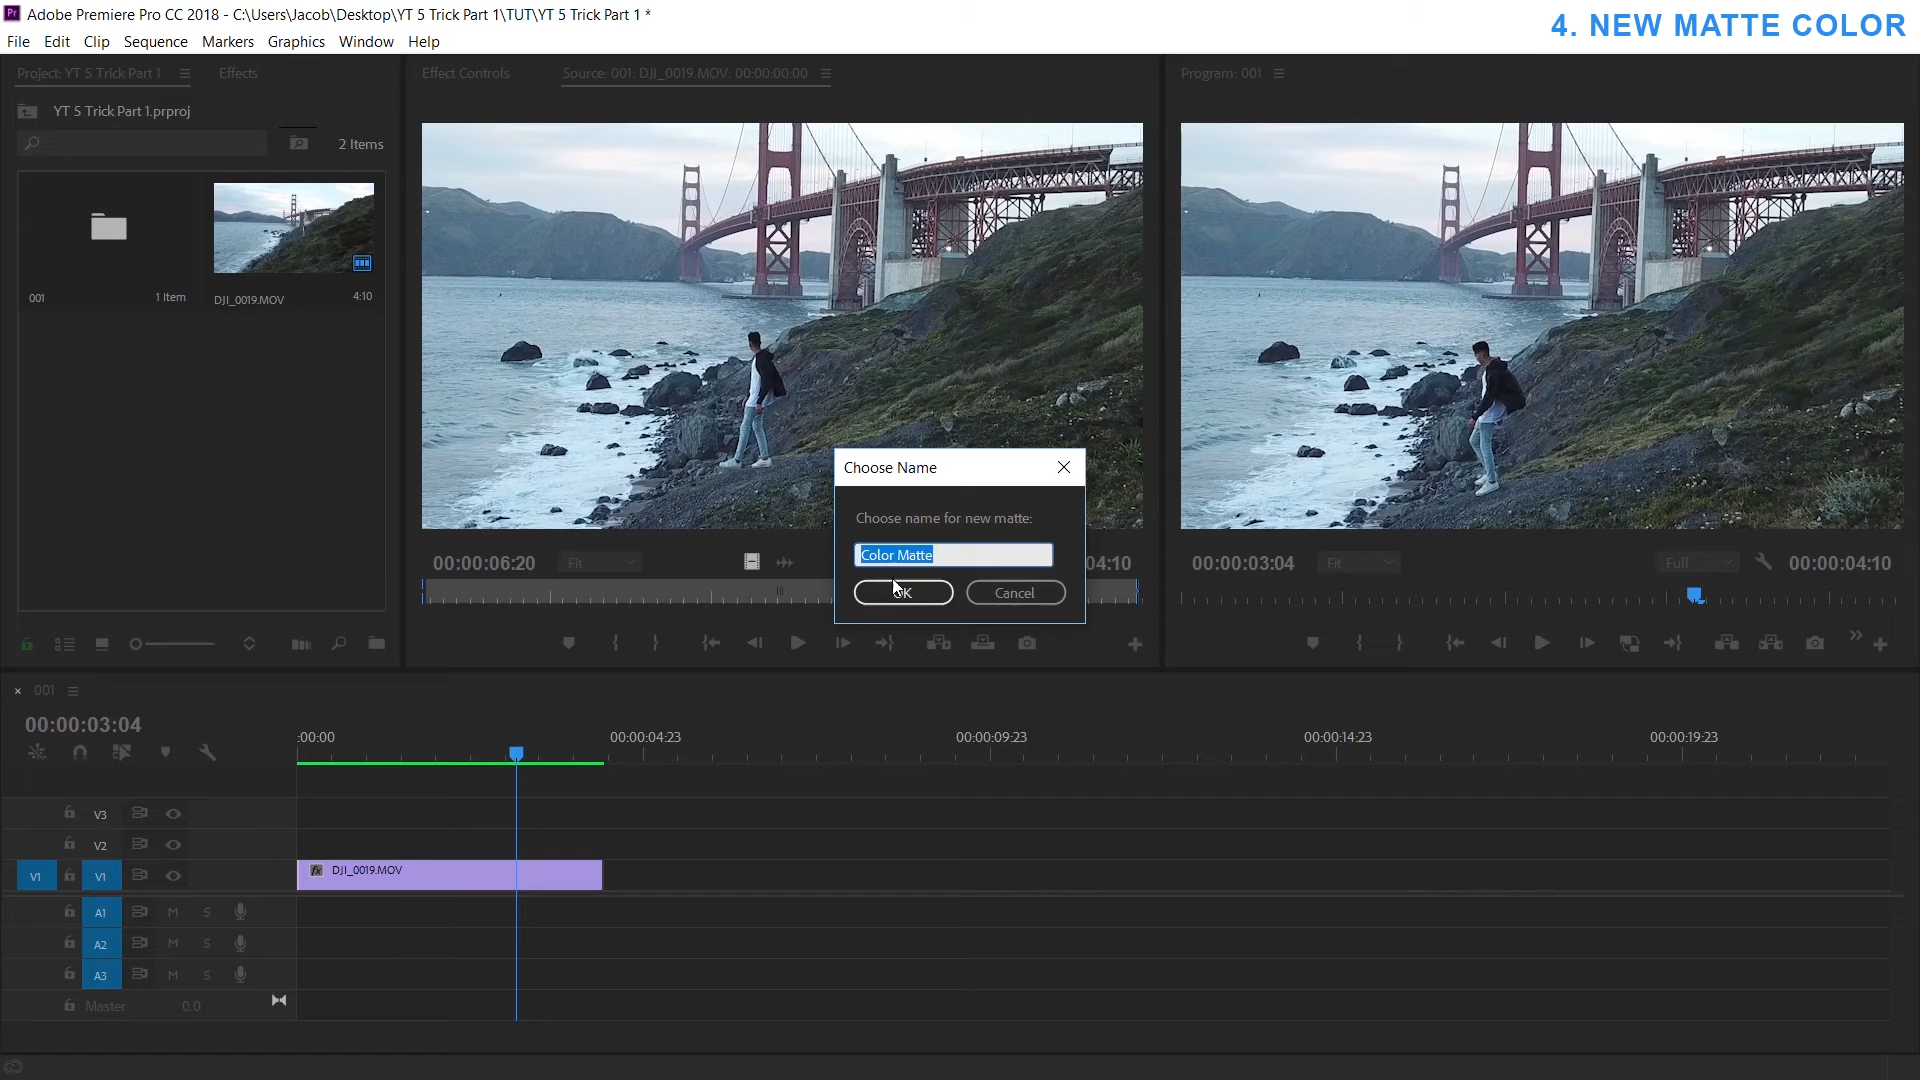 Adobe Premiere Pro CC 2018 - C:\Users\Jacob\Desktop\YT 5 Trick Part 1\TUT\YT 5 Trick Part 1 *
4. NEW MATTE COLOR
File Edit Clip Sequence Markers Graphics Window Help
Project: YT 5 Trick Part 1 Effects
Effect Controls Source: 001: DJI_0019.MOV: 00:00:00:00
Program: 001
YT 5 Trick Part 1.prproj
2 Items
001 1 Item
DJI_0019.MOV 4:10
Choose Name
Choose name for new matte:
Color Matte
OK Cancel
00:00:06:20 Fit 04:10
00:00:03:04 Fit Full 00:00:04:10
× 001
00:00:03:04
:00:00 00:00:04:23 00:00:09:23 00:00:14:23 00:00:19:23
V3
V2
V1 V1 DJI_0019.MOV
A1 M S
A2 M S
A3 M S
Master 0.0